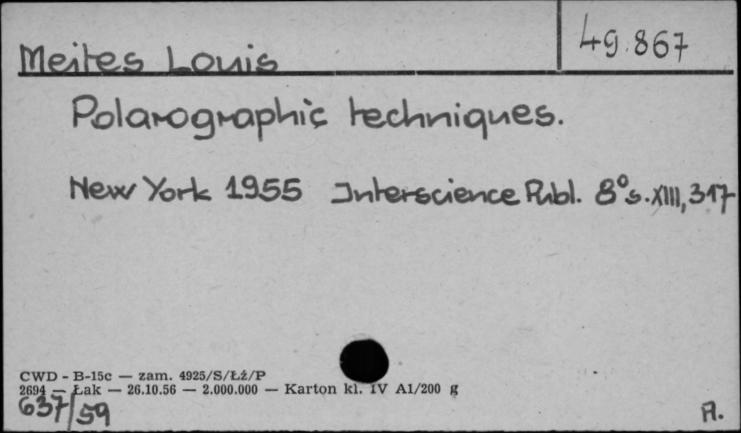 49.867
Meites Louis
Polarographic techniques.
New York 1955 Interscience Publ. 8°s. XIII, 317
CWD - B-15c — zam. 4925/S/Łż/P
2694 — Łak — 26.10.56 — 2.000.000 — Karton kl. IV A1/200 g
637/59
A.